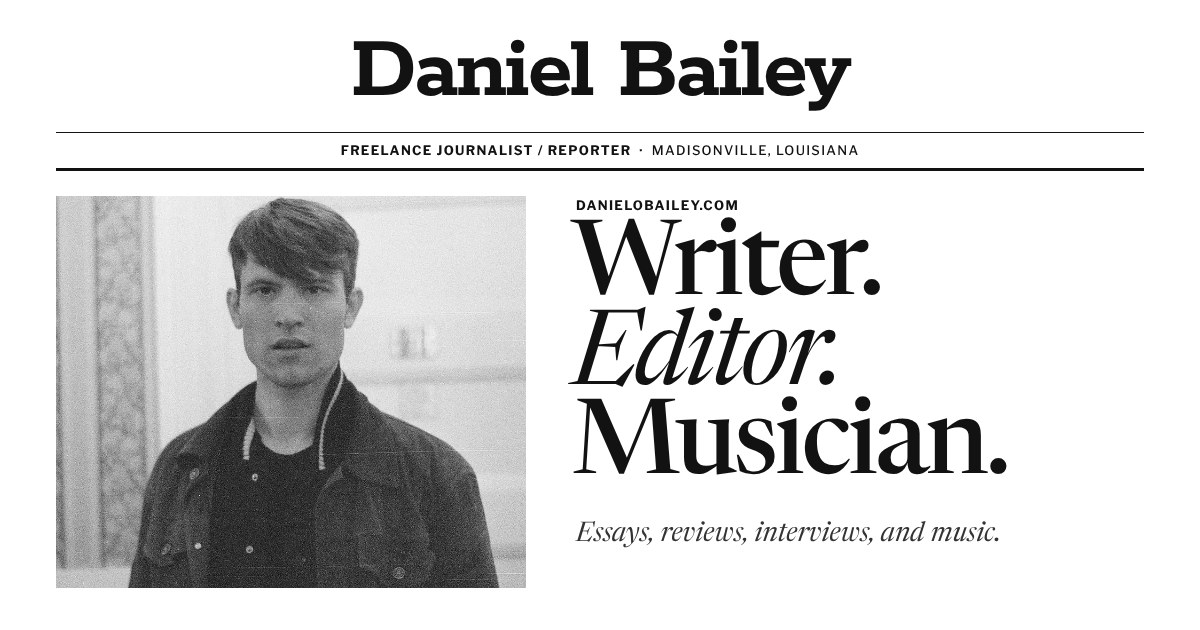 Daniel Bailey
FREELANCE JOURNALIST / REPORTER · MADISONVILLE, LOUISIANA
DANIELOBAILEY.COM
Writer.
Editor.
Musician.
Essays, reviews, interviews, and music.